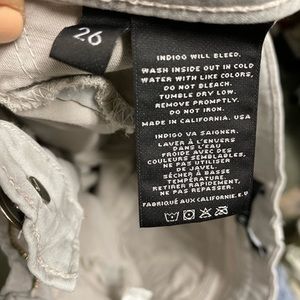 26
INDIGO WILL BLEED.
WASH INSIDE OUT IN COLD
WATER WITH LIKE COLORS,
DO NOT BLEACH.
TUMBLE DRY LOW.
REMOVE PROMPTLY.
DO NOT IRON.
MADE IN CALIFORNIA, USA
INDIGO VA SAIGNER.
LAVER À L'ENVERS
DANS L'EAU
FROIDE AVEC DES
COULEURS SEMBLABLES,
NE PAS UTILISER
DE JAVEL.
SÉCHER À BASSE
TEMPÉRATURE
RETIRER RAPIDEMENT.
NE PAS REPASSER.
FABRIQUÉ AUX CALIFORNIE, E.U